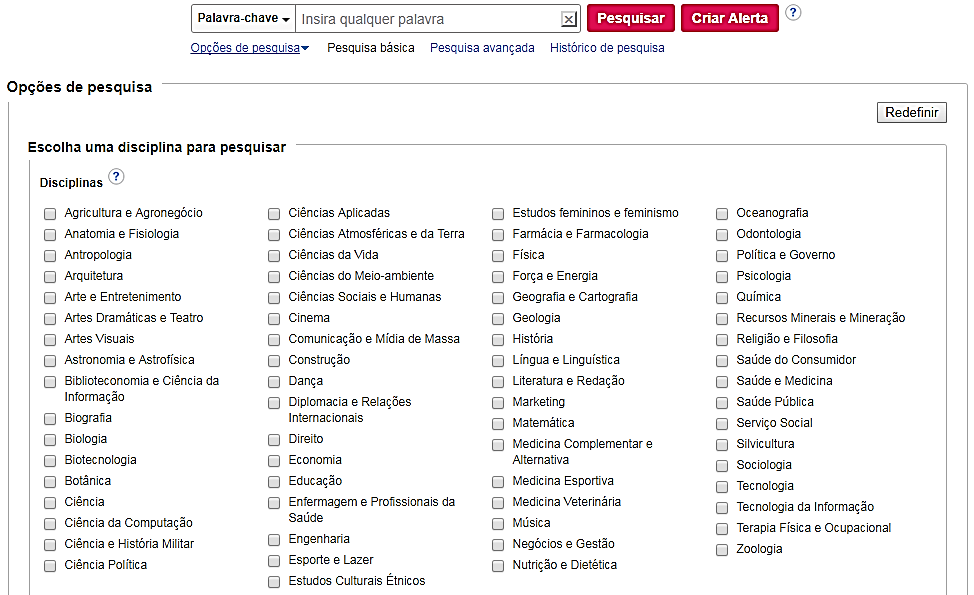 Palavra-chave Insira qualquer palavra Pesquisar Criar Alerta ?
Opções de pesquisa Pesquisa básica Pesquisa avançada Histórico de pesquisa
Opções de pesquisa
Redefinir
Escolha uma disciplina para pesquisar
Disciplinas ?
Agricultura e Agronegócio
Anatomia e Fisiologia
Antropologia
Arquitetura
Arte e Entretenimento
Artes Dramáticas e Teatro
Artes Visuais
Astronomia e Astrofísica
Biblioteconomia e Ciência da
Informação
Biografia
Biologia
Biotecnologia
Botânica
Ciência
Ciência da Computação
Ciência e História Militar
Ciência Política
Ciências Aplicadas
Ciências Atmosféricas e da Terra
Ciências da Vida
Ciências do Meio-ambiente
Ciências Sociais e Humanas
Cinema
Comunicação e Mídia de Massa
Construção
Dança
Diplomacia e Relações
Internacionais
Direito
Economia
Educação
Enfermagem e Profissionais da
Saúde
Engenharia
Esporte e Lazer
Estudos Culturais Étnicos
Estudos femininos e feminismo
Farmácia e Farmacologia
Física
Força e Energia
Geografia e Cartografia
Geologia
História
Língua e Linguística
Literatura e Redação
Marketing
Matemática
Medicina Complementar e
Alternativa
Medicina Esportiva
Medicina Veterinária
Música
Negócios e Gestão
Nutrição e Dietética
Oceanografia
Odontologia
Política e Governo
Psicologia
Química
Recursos Minerais e Mineração
Religião e Filosofia
Saúde do Consumidor
Saúde e Medicina
Saúde Pública
Serviço Social
Silvicultura
Sociologia
Tecnologia
Tecnologia da Informação
Terapia Física e Ocupacional
Zoologia